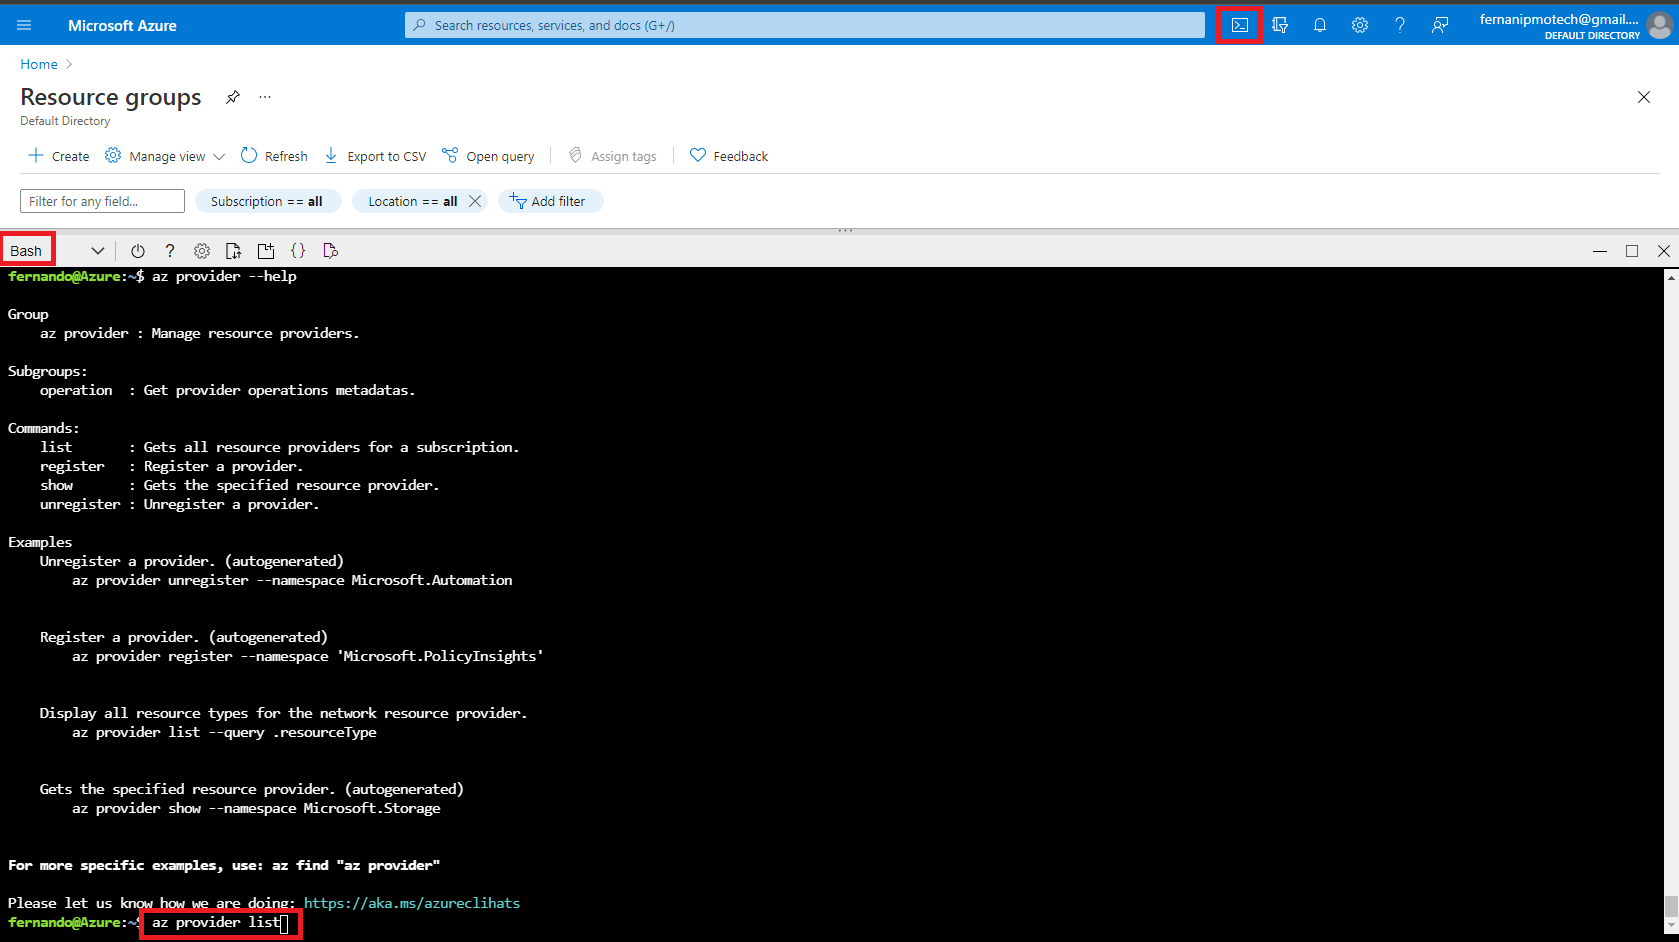 Microsoft Azure
Search resources, services, and docs (G+/)
fernanipmotech@gmail....
DEFAULT DIRECTORY
Home
Resource groups
Default Directory
Create
Manage view
Refresh
Export to CSV
Open query
Assign tags
Feedback
Filter for any field...
Subscription == all
Location == all
Add filter
Bash
fernando@Azure:~$ az provider --help
Group
az provider : Manage resource providers.
Subgroups:
operation : Get provider operations metadatas.
Commands:
list : Gets all resource providers for a subscription.
register : Register a provider.
show : Gets the specified resource provider.
unregister : Unregister a provider.
Examples
Unregister a provider. (autogenerated)
az provider unregister --namespace Microsoft.Automation
Register a provider. (autogenerated)
az provider register --namespace 'Microsoft.PolicyInsights'
Display all resource types for the network resource provider.
az provider list --query .resourceType
Gets the specified resource provider. (autogenerated)
az provider show --namespace Microsoft.Storage
For more specific examples, use: az find "az provider"
Please let us know how we are doing: https://aka.ms/azureclihats
fernando@Azure:~$ az provider list